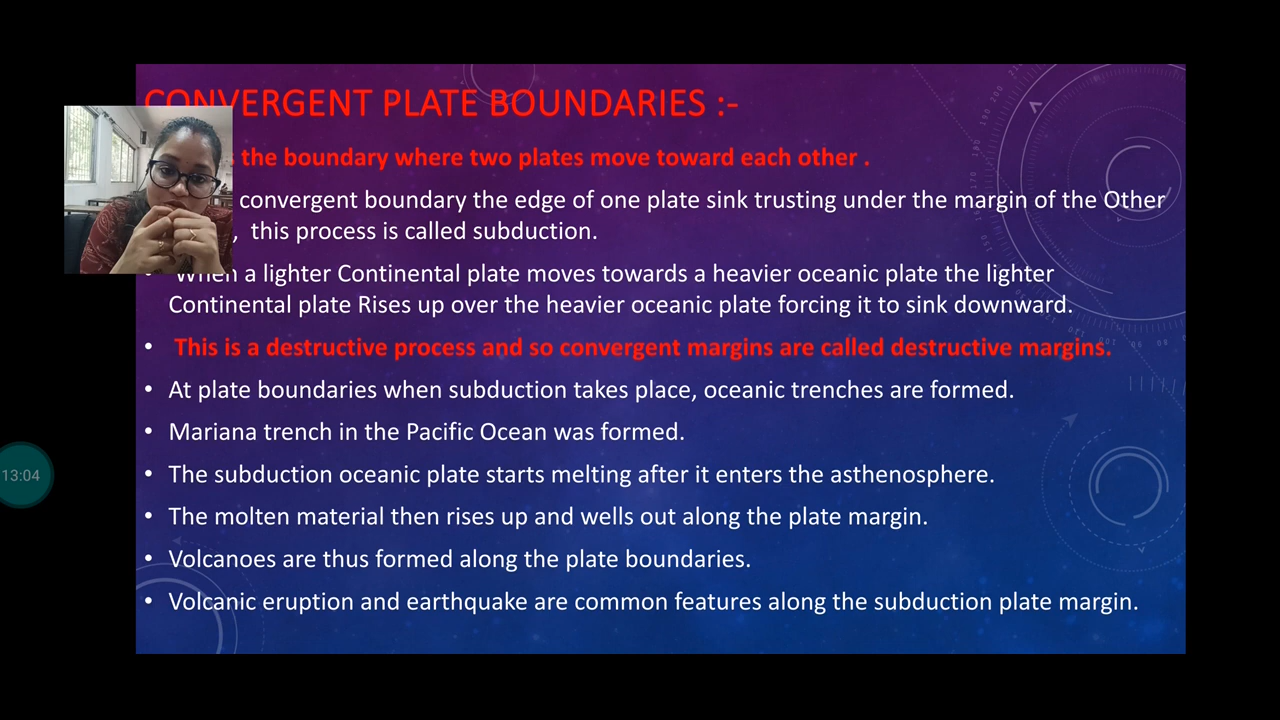 CONVERGENT PLATE BOUNDARIES :-
the boundary where two plates move toward each other .
convergent boundary the edge of one plate sink trusting under the margin of the Other
, this process is called subduction.
• When a lighter Continental plate moves towards a heavier oceanic plate the lighter
Continental plate Rises up over the heavier oceanic plate forcing it to sink downward.
• This is a destructive process and so convergent margins are called destructive margins.
• At plate boundaries when subduction takes place, oceanic trenches are formed.
• Mariana trench in the Pacific Ocean was formed.
13:04
• The subduction oceanic plate starts melting after it enters the asthenosphere.
• The molten material then rises up and wells out along the plate margin.
• Volcanoes are thus formed along the plate boundaries.
• Volcanic eruption and earthquake are common features along the subduction plate margin.